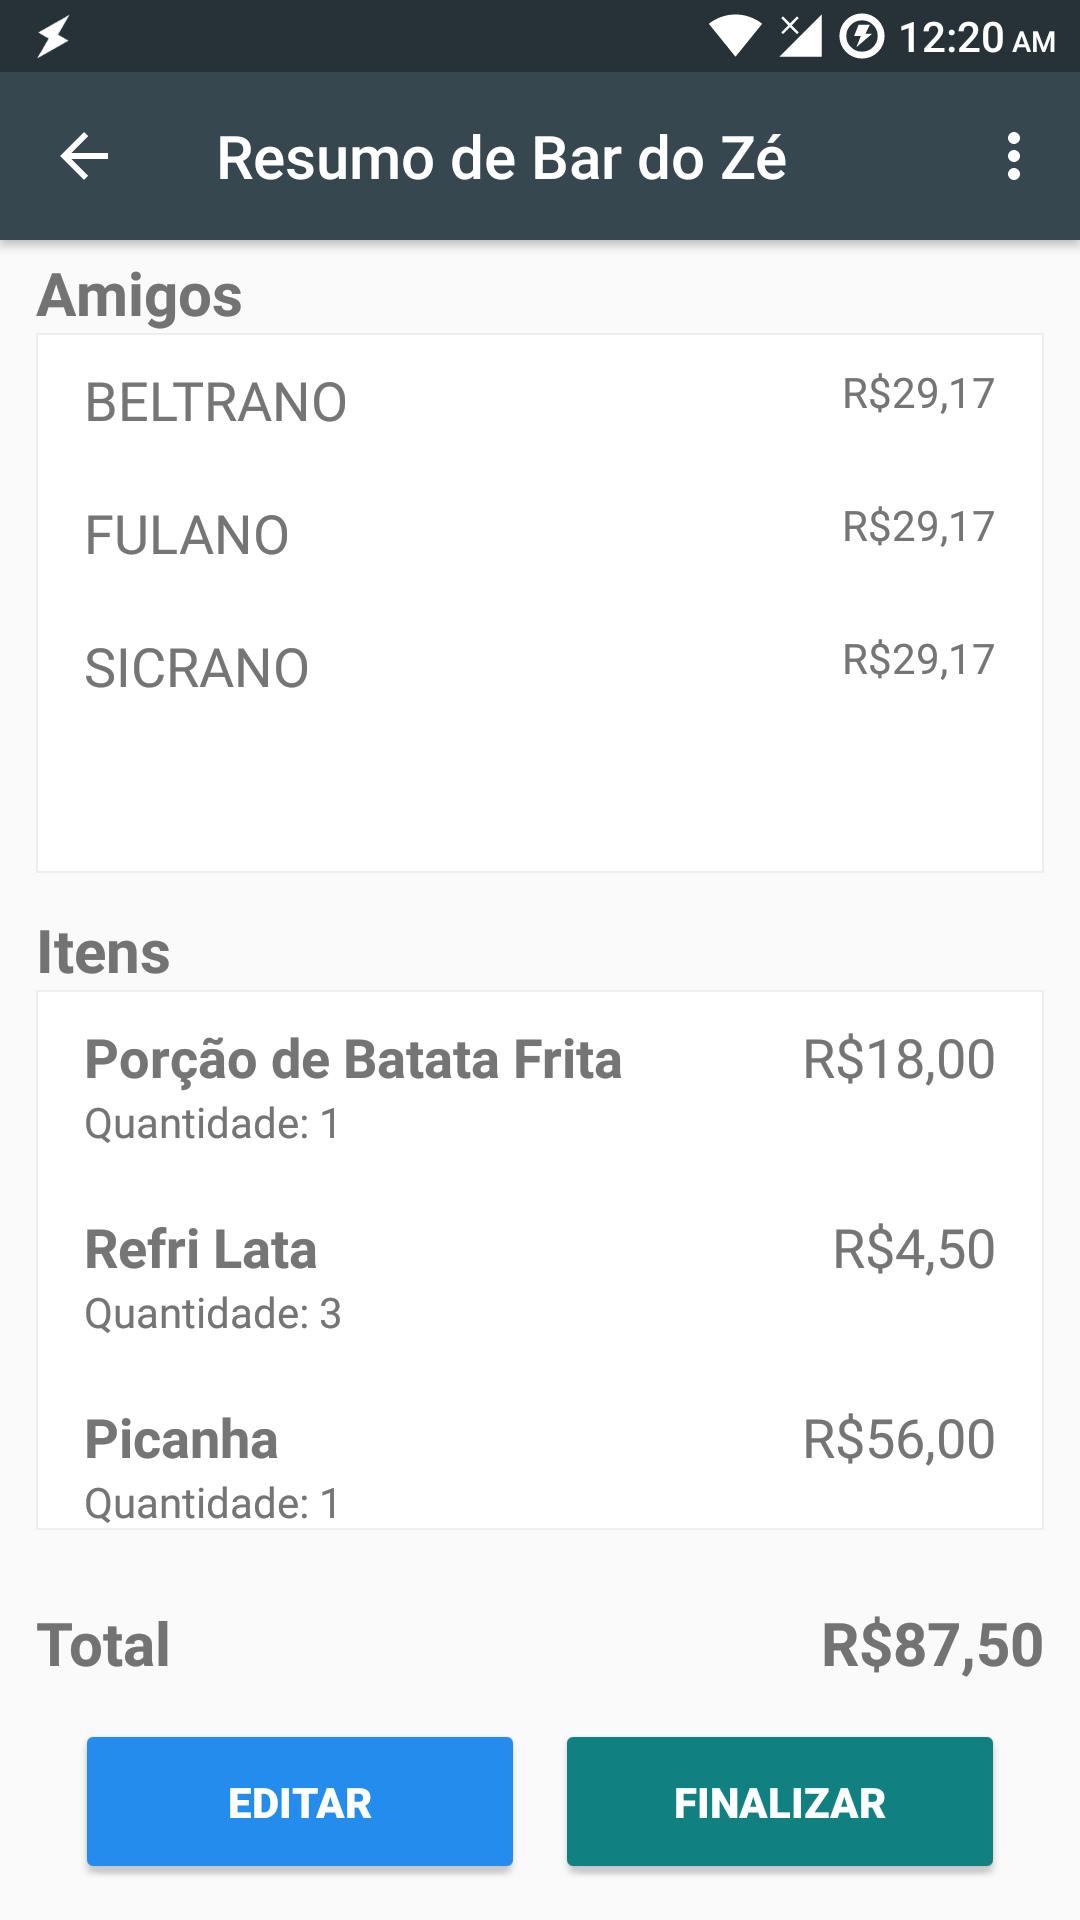 12:20 AM
Resumo de Bar do Zé
Amigos
BELTRANO R$29,17
FULANO R$29,17
SICRANO R$29,17
Itens
Porção de Batata Frita R$18,00
Quantidade: 1
Refri Lata R$4,50
Quantidade: 3
Picanha R$56,00
Quantidade: 1
Total R$87,50
EDITAR FINALIZAR